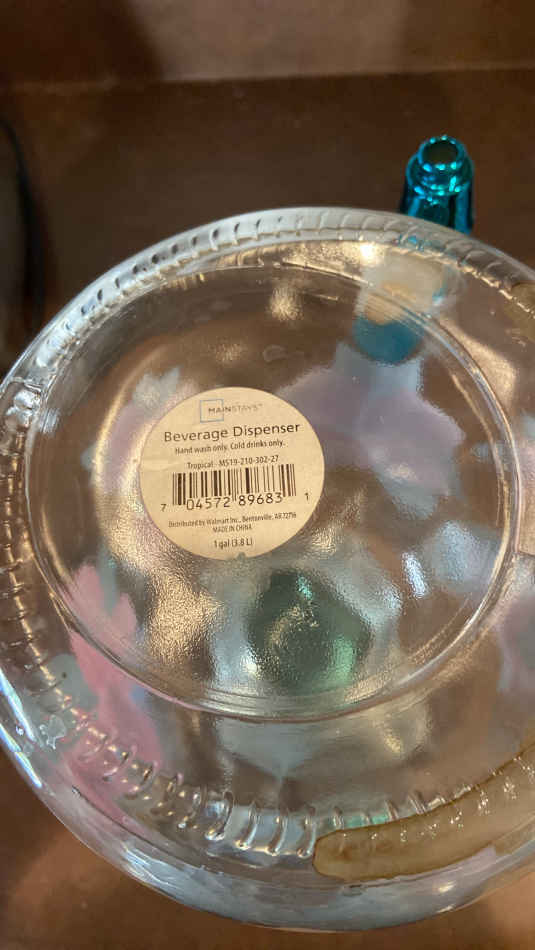 MAINSTAYS™
Beverage Dispenser
Hand wash only. Cold drinks only.
Tropical - MS19-210-302-27
7 04572 89683 1
Distributed by Walmart Inc., Bentonville, AR 72716
MADE IN CHINA
1 gal (3.8 L)